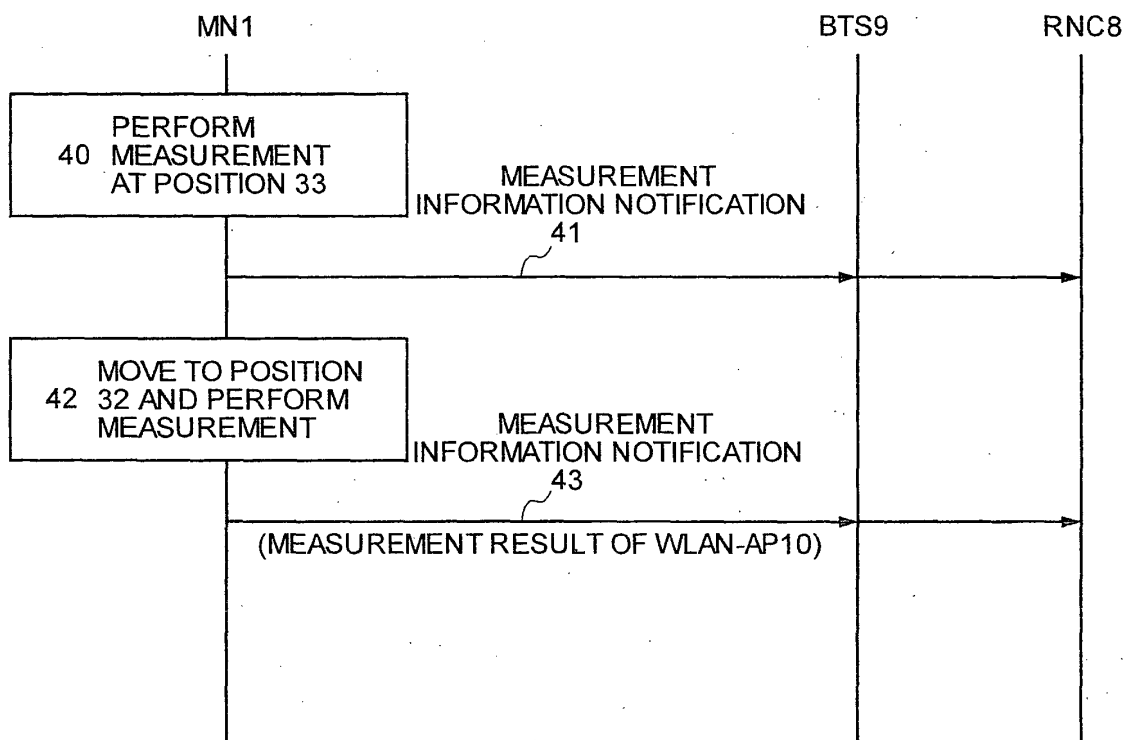 MN1
BTS9
RNC8
PERFORM
40 MEASUREMENT
AT POSITION 33
MEASUREMENT
INFORMATION NOTIFICATION
41
MOVE TO POSITION
42 32 AND PERFORM
MEASUREMENT
MEASUREMENT
INFORMATION NOTIFICATION
43
(MEASUREMENT RESULT OF WLAN-AP10)